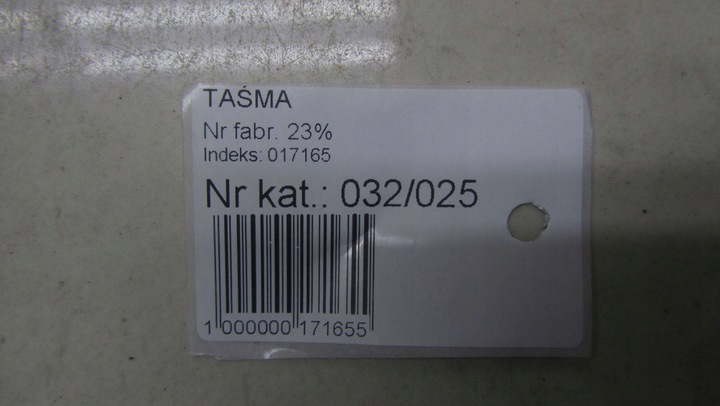 TAŚMA
Nr fabr. 23%
Indeks: 017165
Nr kat.: 032/025
1 000000 171655